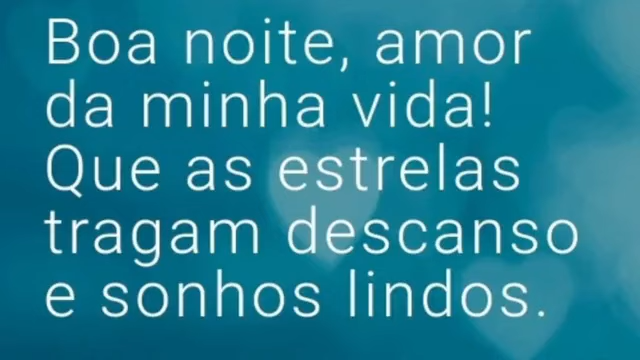 Boa noite, amor
da minha vida!
Que as estrelas
tragam descanso
e sonhos lindos.